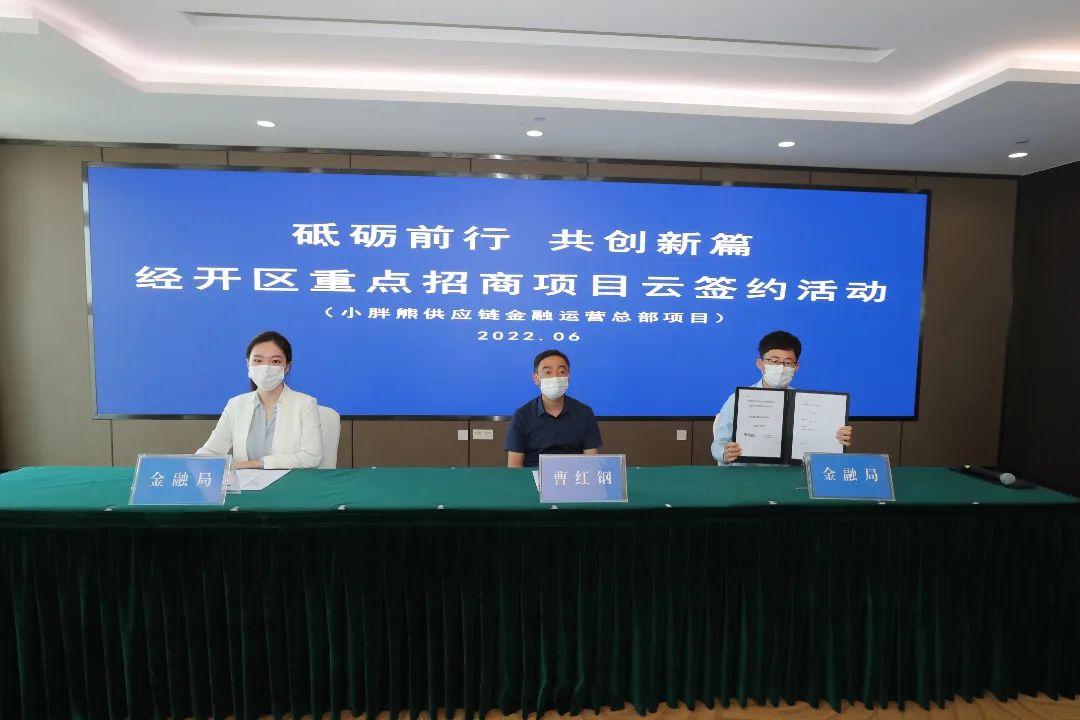 砥砺前行 共创新篇
经开区重点招商项目云签约活动
（小胖熊供应链金融运营总部项目）
2022.06
金融局
曹红钢
金融局